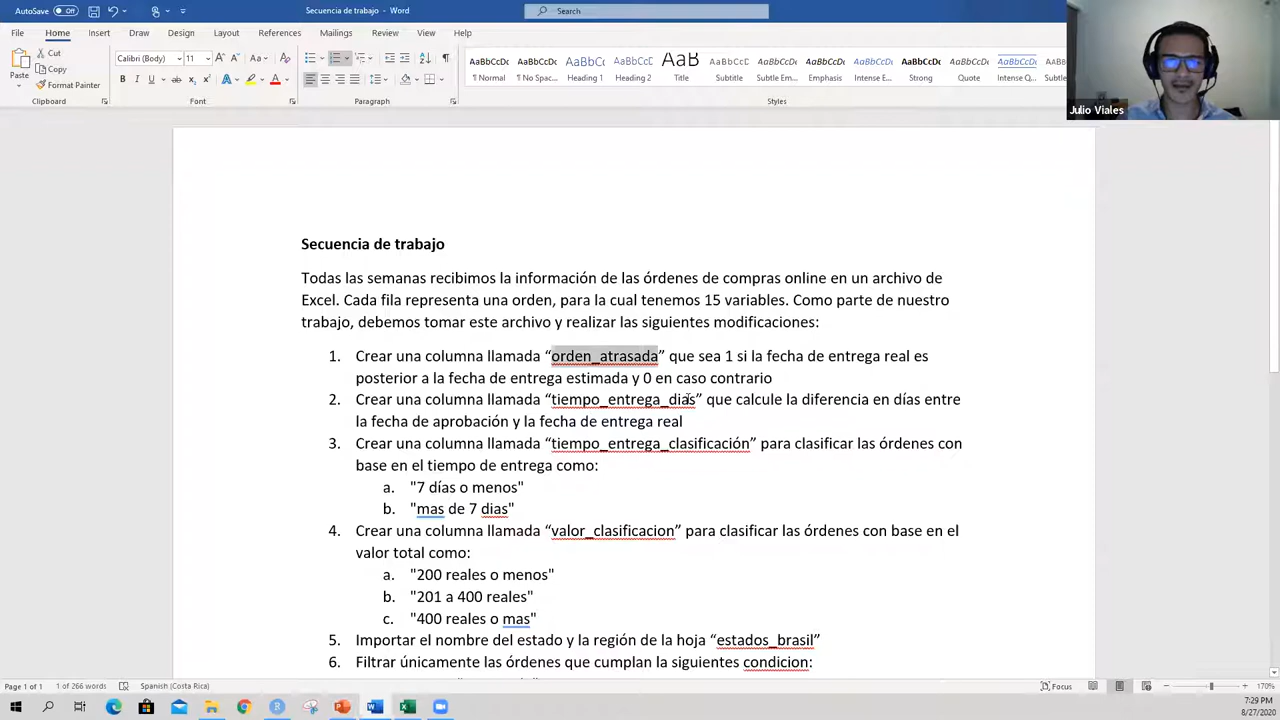 AutoSave Off
Secuencia de trabajo - Word
Search
File Home Insert Draw Design Layout References Mailings Review View Help
Paste
Cut
Copy
Format Painter
Clipboard
Calibri (Body) 11
Font
Paragraph
AaBbCcDc AaBbCcDc AaBbC AaBbCcC AaB AaBbCcD AaBbCcDc AaBbCcDc AaBbCcDc AaBbCcDc AaBbCcDc AaBbCcDc
¶ Normal ¶ No Spac... Heading 1 Heading 2 Title Subtitle Subtle Em... Emphasis Intense E... Strong Quote Intense Q...
Styles
Julio Viales
Secuencia de trabajo
Todas las semanas recibimos la información de las órdenes de compras online en un archivo de
Excel. Cada fila representa una orden, para la cual tenemos 15 variables. Como parte de nuestro
trabajo, debemos tomar este archivo y realizar las siguientes modificaciones:
1. Crear una columna llamada “orden_atrasada” que sea 1 si la fecha de entrega real es
posterior a la fecha de entrega estimada y 0 en caso contrario
2. Crear una columna llamada “tiempo_entrega_dias” que calcule la diferencia en días entre
la fecha de aprobación y la fecha de entrega real
3. Crear una columna llamada “tiempo_entrega_clasificación” para clasificar las órdenes con
base en el tiempo de entrega como:
a. "7 días o menos"
b. "mas de 7 dias"
4. Crear una columna llamada “valor_clasificacion” para clasificar las órdenes con base en el
valor total como:
a. "200 reales o menos"
b. "201 a 400 reales"
c. "400 reales o mas"
5. Importar el nombre del estado y la región de la hoja “estados_brasil”
6. Filtrar únicamente las órdenes que cumplan la siguientes condicion:
Page 1 of 1 1 of 266 words Spanish (Costa Rica)
Focus
170%
7:29 PM
8/27/2020